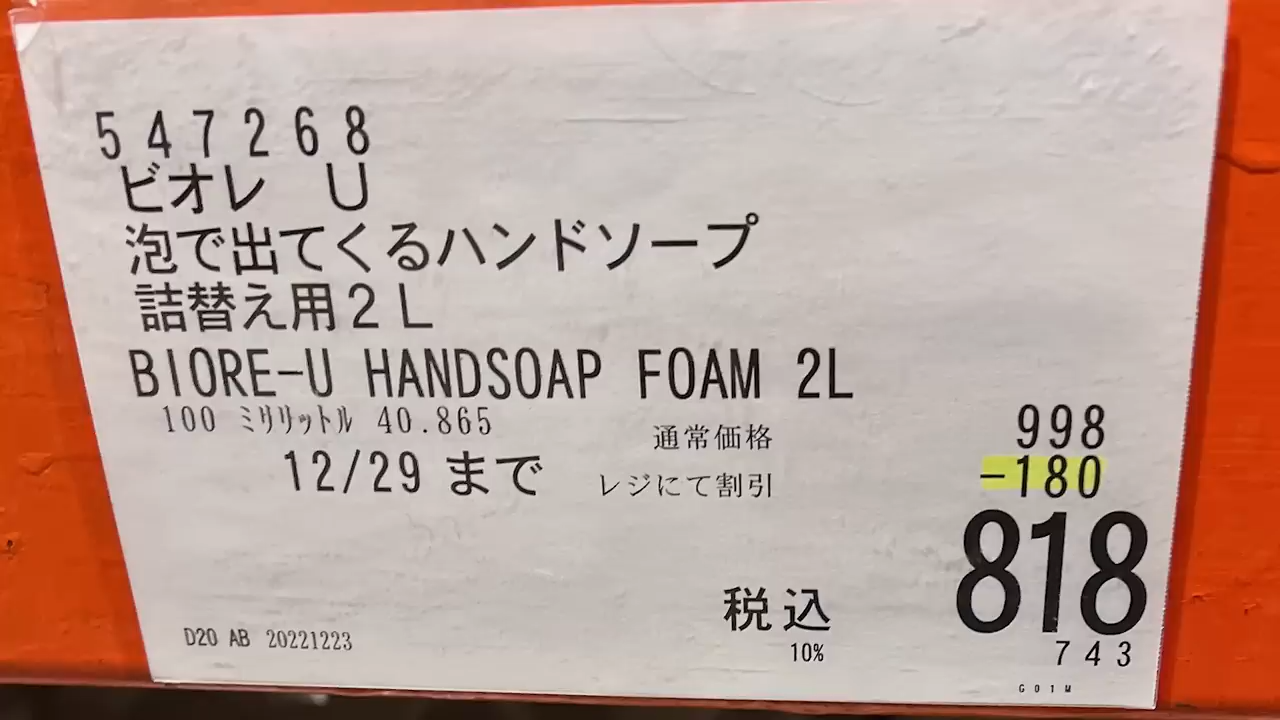 547268
ビオレ U
泡で出てくるハンドソープ
詰替え用2L
BIORE-U HANDSOAP FOAM 2L
100 ミリリットル 40.865
通常価格 998
12/29 まで
レジにて割引 -180
818
税込
10%
743
D20 AB 20221223
G01M